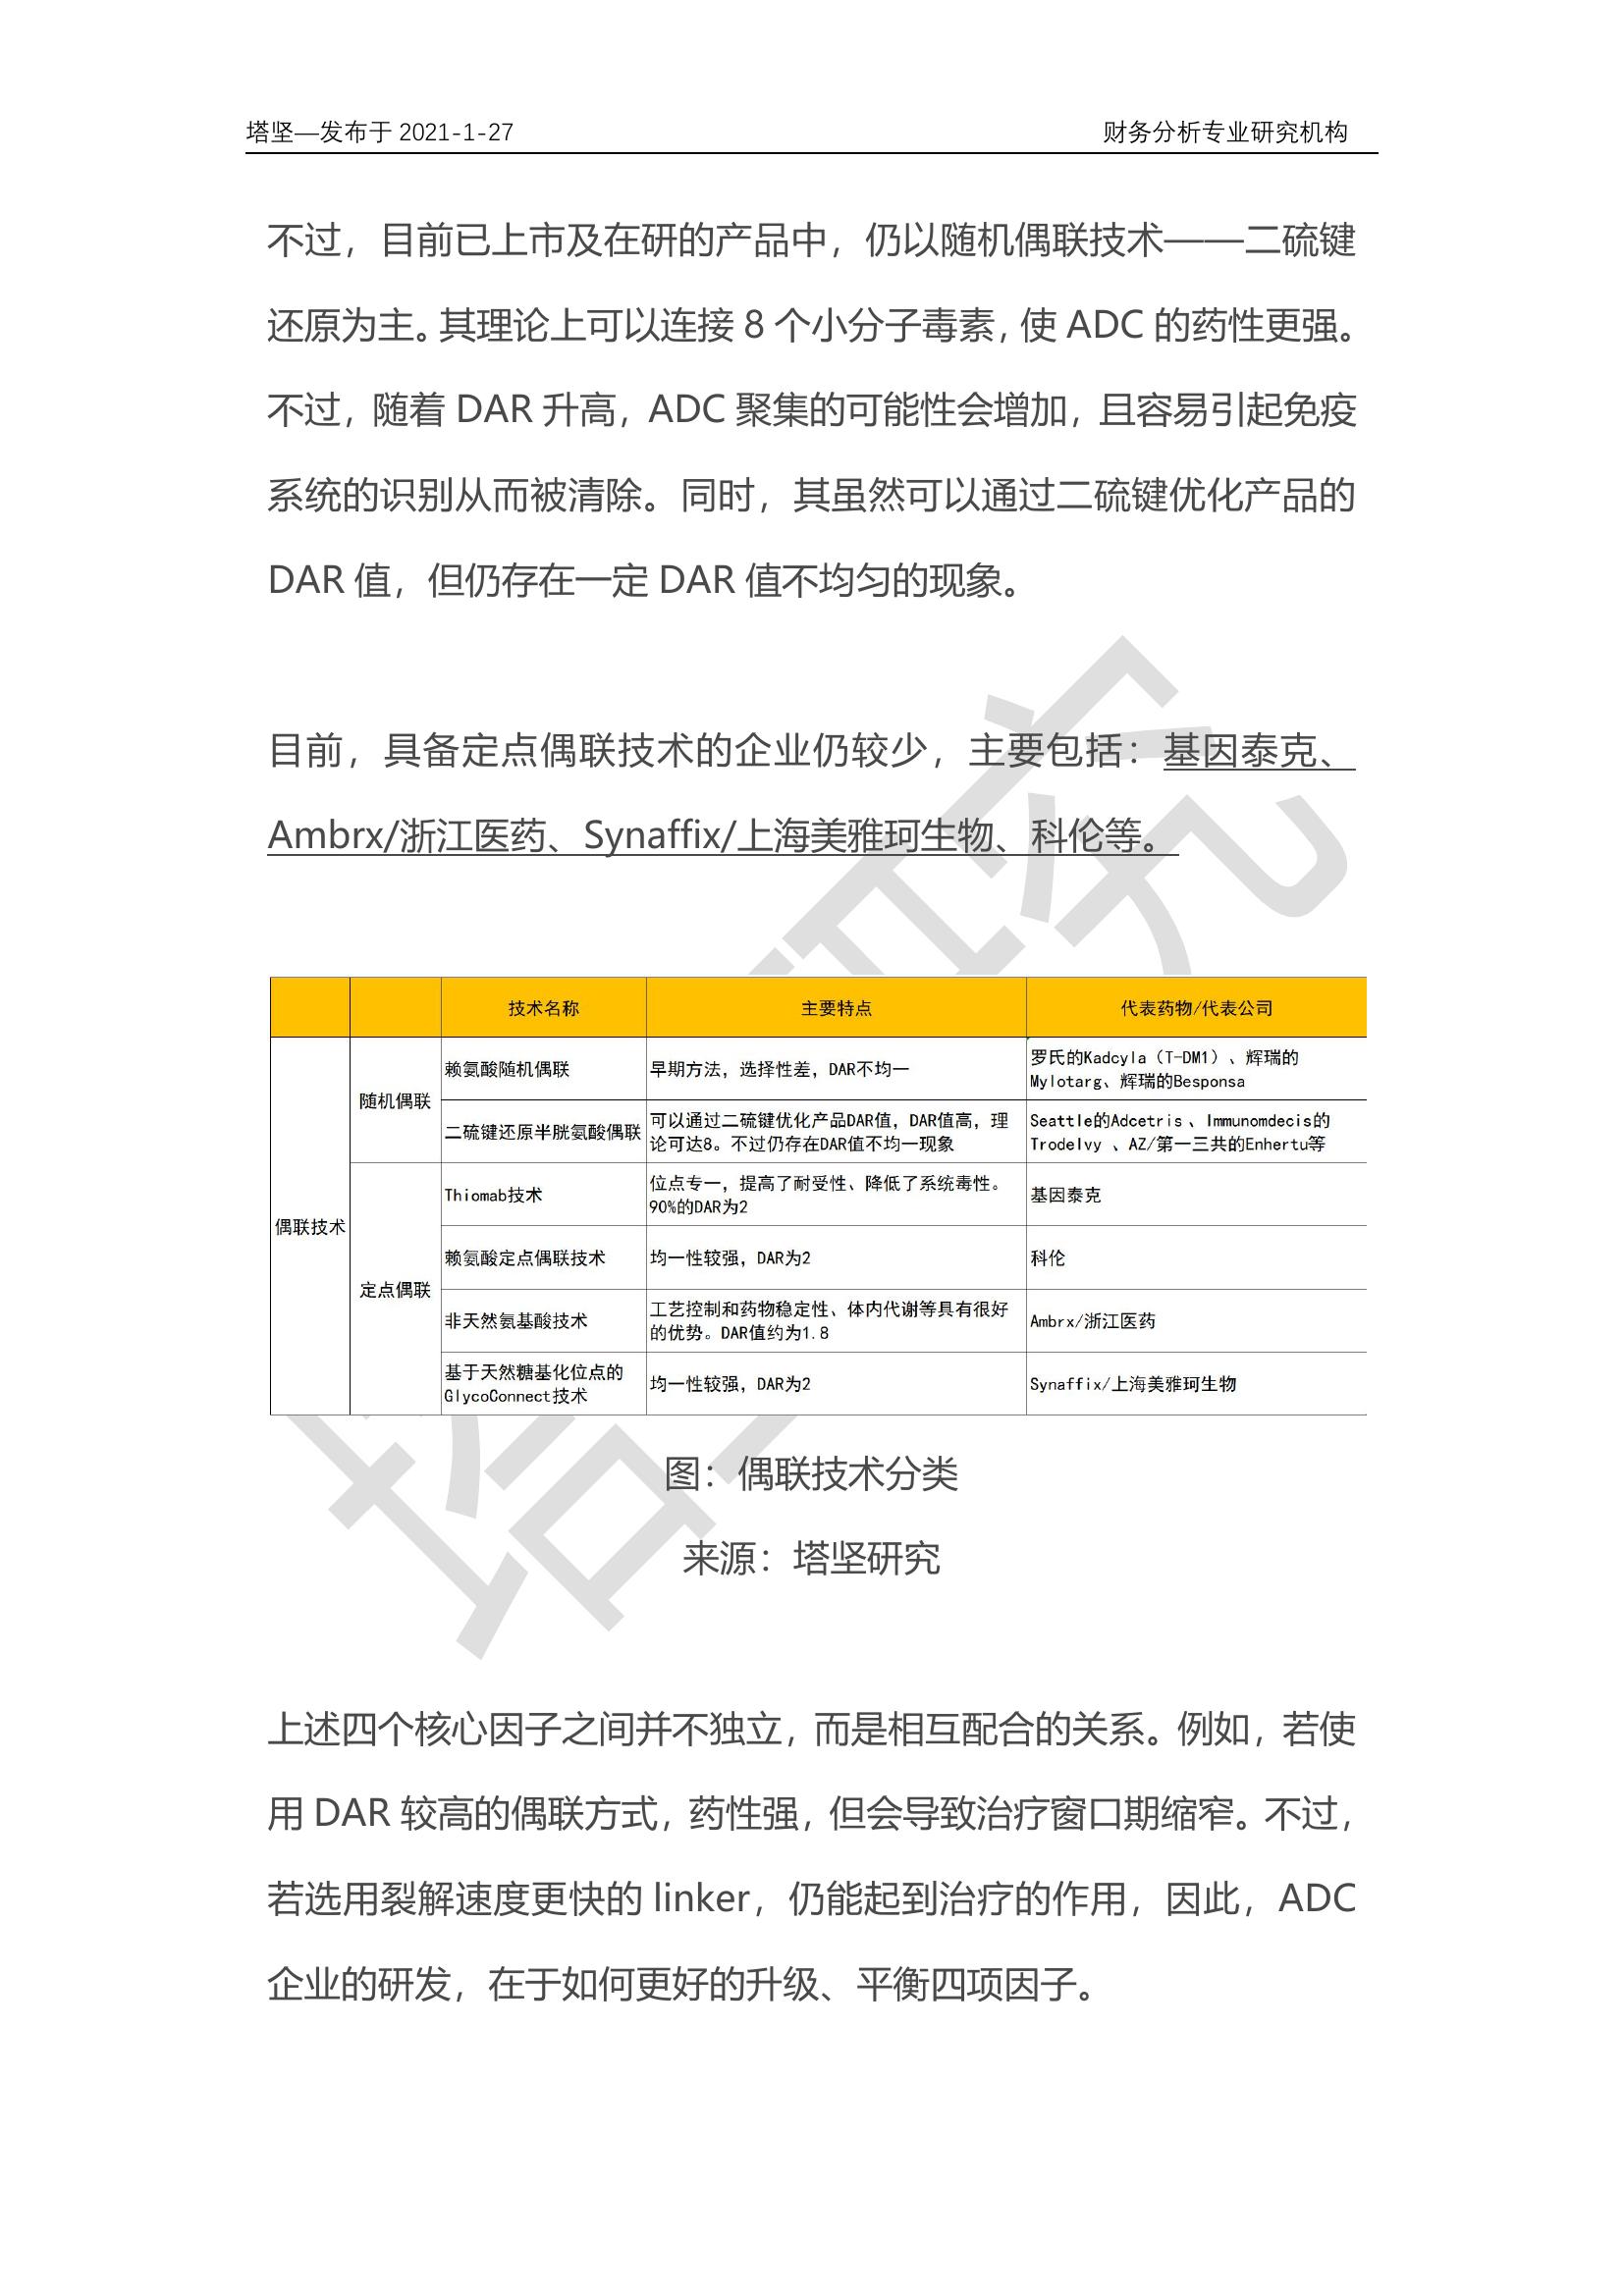 塔坚—发布于 2021-1-27
财务分析专业研究机构
不过，目前已上市及在研的产品中，仍以随机偶联技术——二硫键
还原为主。其理论上可以连接 8 个小分子毒素，使 ADC 的药性更强。
不过，随着 DAR 升高，ADC 聚集的可能性会增加，且容易引起免疫
系统的识别从而被清除。同时，其虽然可以通过二硫键优化产品的
DAR 值，但仍存在一定 DAR 值不均匀的现象。
目前，具备定点偶联技术的企业仍较少，主要包括：基因泰克、
Ambrx/浙江医药、Synaffix/上海美雅珂生物、科伦等。
技术名称
主要特点
代表药物/代表公司
偶联技术
随机偶联
赖氨酸随机偶联
早期方法，选择性差，DAR不均一
罗氏的Kadcyla（T-DM1）、辉瑞的
Mylotarg、辉瑞的Besponsa
二硫键还原半胱氨酸偶联
可以通过二硫键优化产品DAR值，DAR值高，理
论可达8。不过仍存在DAR值不均一现象
Seattle的Adcetris 、Immunomdecis的
Trodelvy 、AZ/第一三共的Enhertu等
定点偶联
Thiomab技术
位点专一，提高了耐受性、降低了系统毒性。
90%的DAR为2
基因泰克
赖氨酸定点偶联技术
均一性较强，DAR为2
科伦
非天然氨基酸技术
工艺控制和药物稳定性、体内代谢等具有很好
的优势。DAR值约为1.8
Ambrx/浙江医药
基于天然糖基化位点的
GlycoConnect技术
均一性较强，DAR为2
Synaffix/上海美雅珂生物
图：偶联技术分类
来源：塔坚研究
上述四个核心因子之间并不独立，而是相互配合的关系。例如，若使
用 DAR 较高的偶联方式，药性强，但会导致治疗窗口期缩窄。不过，
若选用裂解速度更快的 linker，仍能起到治疗的作用，因此，ADC
企业的研发，在于如何更好的升级、平衡四项因子。